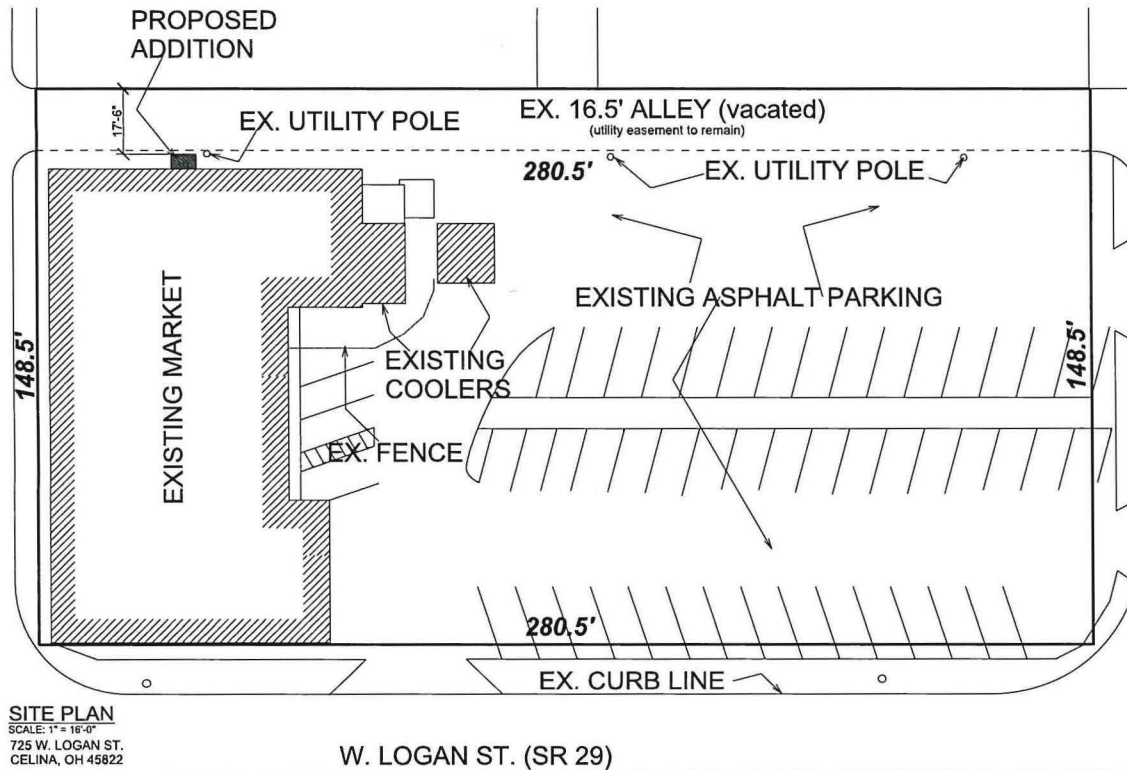 PROPOSED
ADDITION
17'-6"
EX. UTILITY POLE
EX. 16.5' ALLEY (vacated)
(utility easement to remain)
280.5'
EX. UTILITY POLE
EXISTING ASPHALT PARKING
EXISTING MARKET
148.5'
148.5'
EXISTING
COOLERS
EX. FENCE
280.5'
EX. CURB LINE
SITE PLAN
SCALE: 1" = 16'-0"
725 W. LOGAN ST.
CELINA, OH 45822
W. LOGAN ST. (SR 29)